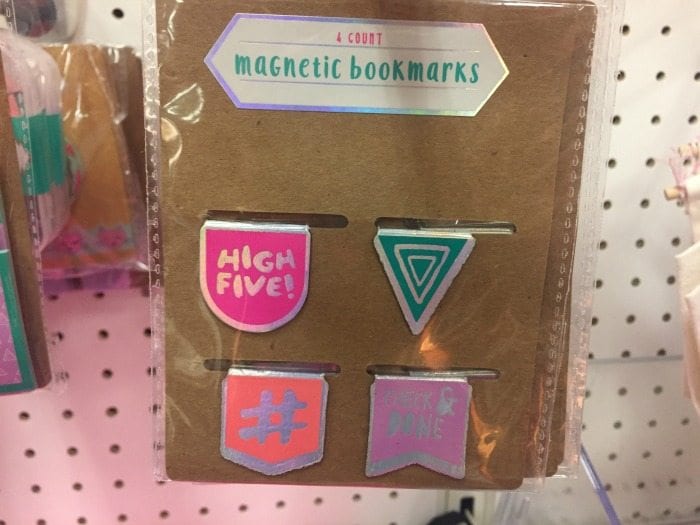 4 COUNT
magnetic bookmarks
HIGH
FIVE!
#
CHECK &
DONE